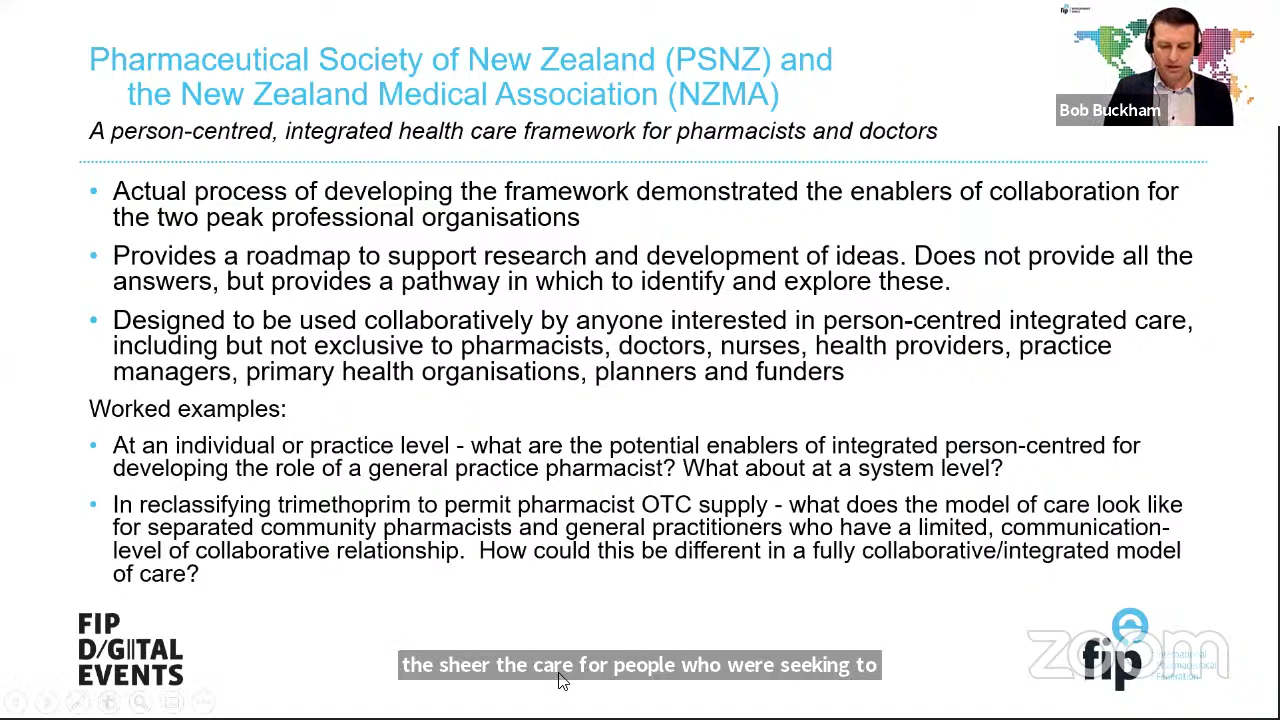 Pharmaceutical Society of New Zealand (PSNZ) and
the New Zealand Medical Association (NZMA)
A person-centred, integrated health care framework for pharmacists and doctors
fip
Bob Buckham
• Actual process of developing the framework demonstrated the enablers of collaboration for
the two peak professional organisations
• Provides a roadmap to support research and development of ideas. Does not provide all the
answers, but provides a pathway in which to identify and explore these.
• Designed to be used collaboratively by anyone interested in person-centred integrated care,
including but not exclusive to pharmacists, doctors, nurses, health providers, practice
managers, primary health organisations, planners and funders
Worked examples:
• At an individual or practice level - what are the potential enablers of integrated person-centred for
developing the role of a general practice pharmacist? What about at a system level?
• In reclassifying trimethoprim to permit pharmacist OTC supply - what does the model of care look like
for separated community pharmacists and general practitioners who have a limited, communication-
level of collaborative relationship. How could this be different in a fully collaborative/integrated model
of care?
FIP
D/GITAL
EVENTS
the sheer the care for people who were seeking to
zoom
fip
International
Pharmaceutical
Federation